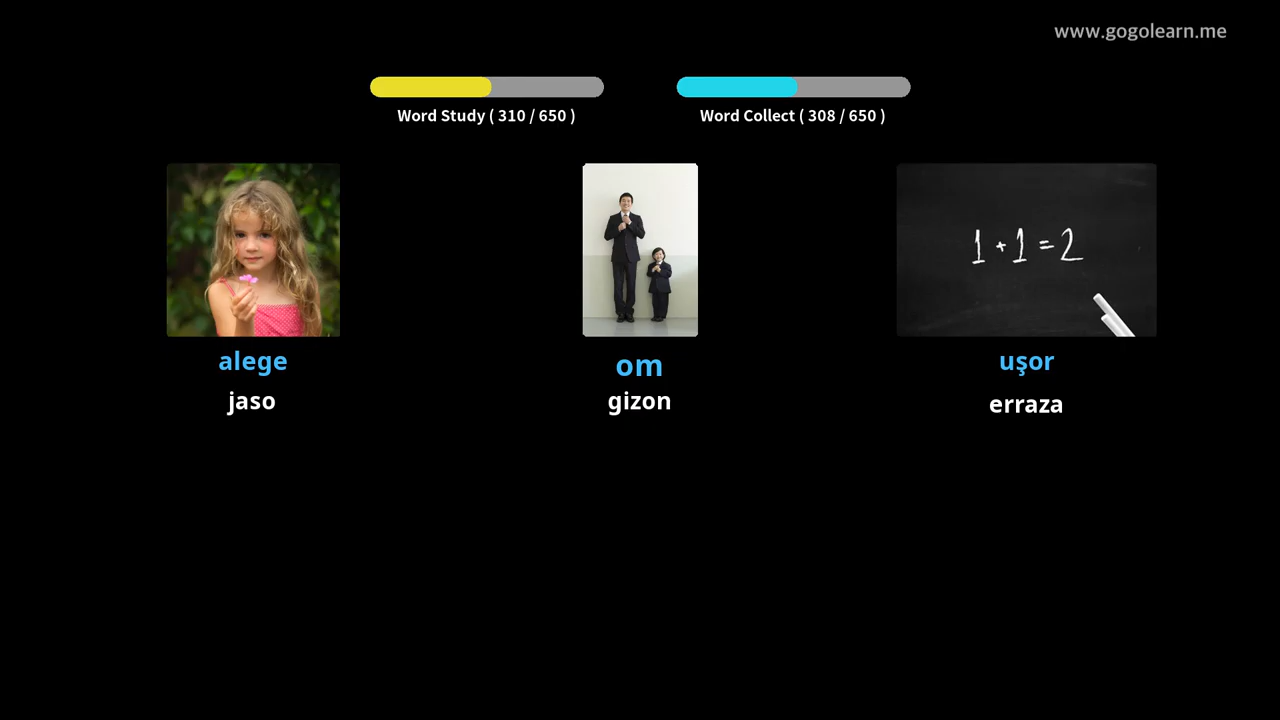 www.gogolearn.me
Word Study ( 310 / 650 )
Word Collect ( 308 / 650 )
1 + 1 = 2
alege
om
uşor
jaso
gizon
erraza